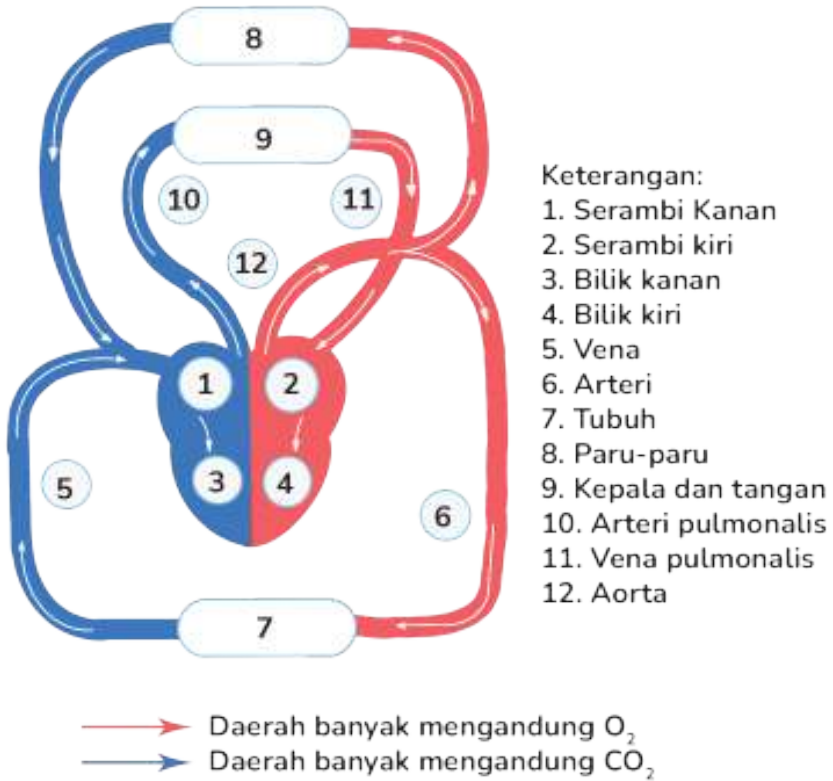 8
9
10
11
12
1
2
3
4
5
6
7
Keterangan:
1. Serambi Kanan
2. Serambi kiri
3. Bilik kanan
4. Bilik kiri
5. Vena
6. Arteri
7. Tubuh
8. Paru-paru
9. Kepala dan tangan
10. Arteri pulmonalis
11. Vena pulmonalis
12. Aorta
Daerah banyak mengandung O₂
Daerah banyak mengandung CO₂